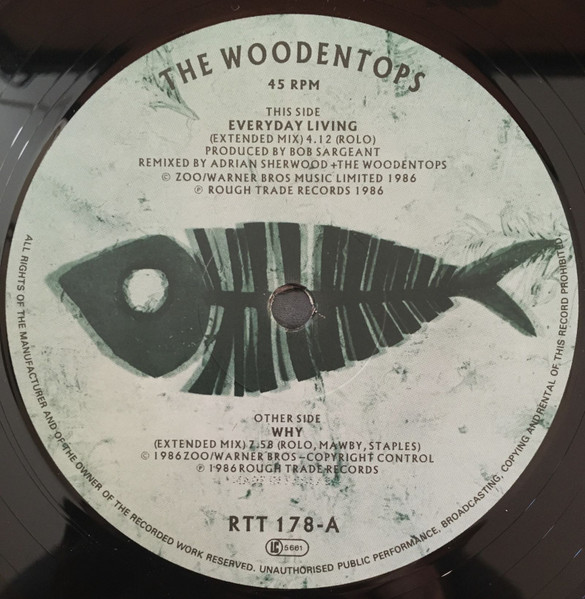 THE WOODENTOPS
45 RPM
THIS SIDE
EVERYDAY LIVING
(EXTENDED MIX) 4.12 (ROLO)
PRODUCED BY BOB SARGEANT
REMIXED BY ADRIAN SHERWOOD + THE WOODENTOPS
© ZOO/WARNER BROS MUSIC LIMITED 1986
℗ ROUGH TRADE RECORDS 1986
OTHER SIDE
WHY
(EXTENDED MIX) 7.58 (ROLO, MAWBY, STAPLES)
© 1986 ZOO/WARNER BROS–COPYRIGHT CONTROL
℗ 1986 ROUGH TRADE RECORDS
RTT 178-A
LC 5661
ALL RIGHTS OF THE MANUFACTURER AND OF THE OWNER OF THE RECORDED WORK RESERVED. UNAUTHORISED PUBLIC PERFORMANCE, BROADCASTING, COPYING AND RENTAL OF THIS RECORD PROHIBITED